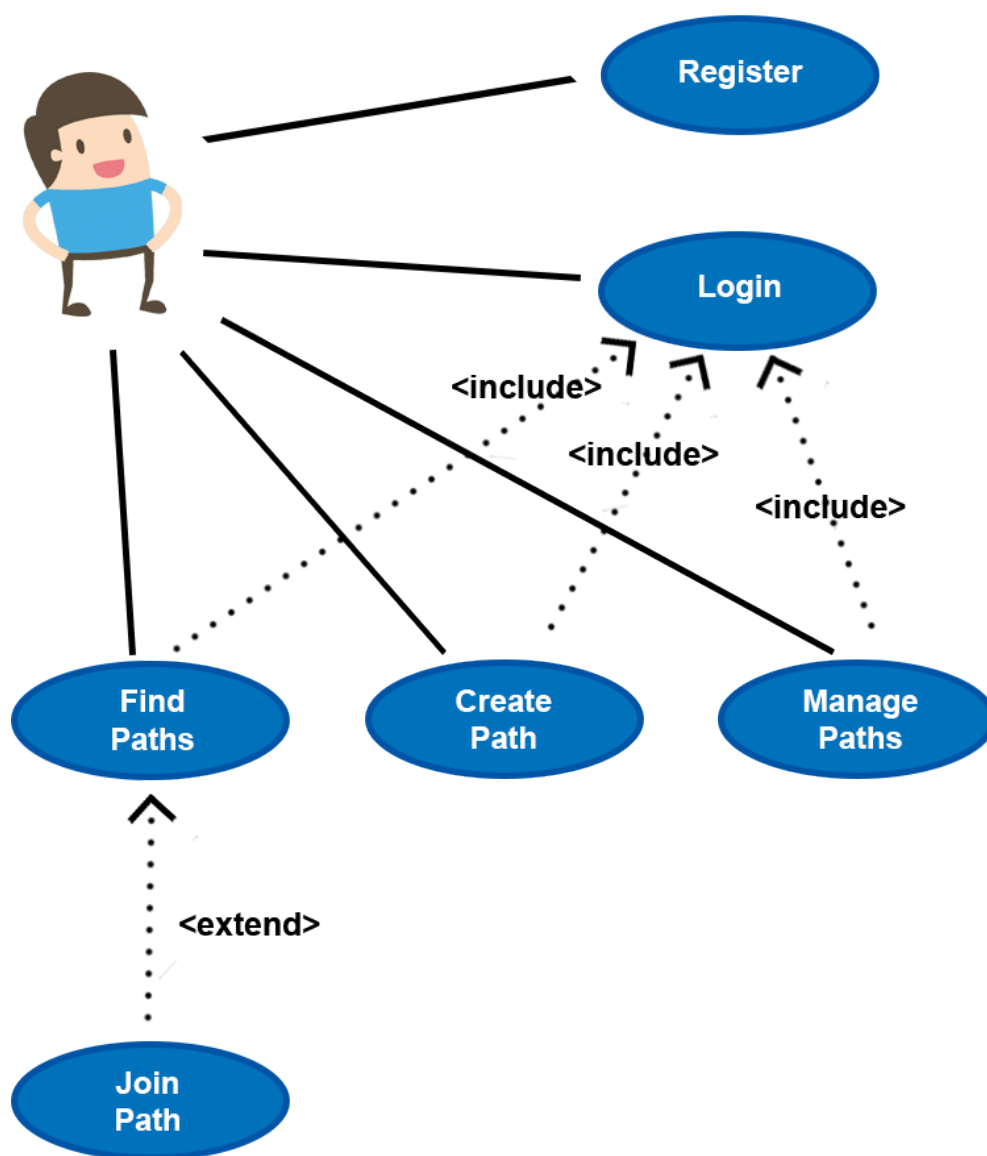 Register
Login
<include>
<include>
<include>
Find
Paths
Create
Path
Manage
Paths
<extend>
Join
Path